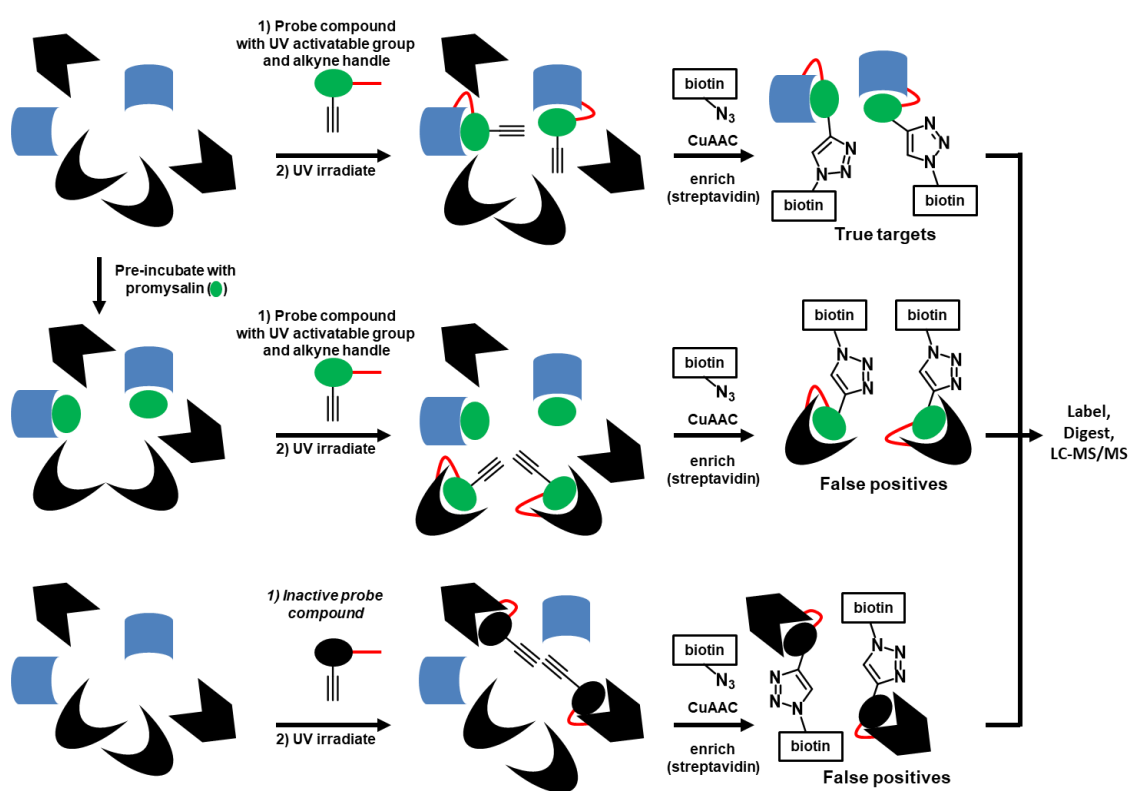 1) Probe compound
with UV activatable group
and alkyne handle
2) UV irradiate
biotin
N3
CuAAC
enrich
(streptavidin)
N
N
N
biotin
N
N
N
biotin
True targets
Pre-incubate with
promysalin ( )
1) Probe compound
with UV activatable group
and alkyne handle
2) UV irradiate
biotin
N3
CuAAC
enrich
(streptavidin)
biotin
N
N
N
biotin
N
N
N
False positives
Label,
Digest,
LC-MS/MS
1) Inactive probe
compound
2) UV irradiate
biotin
N3
CuAAC
enrich
(streptavidin)
N
N
N
biotin
biotin
N
N
N
False positives